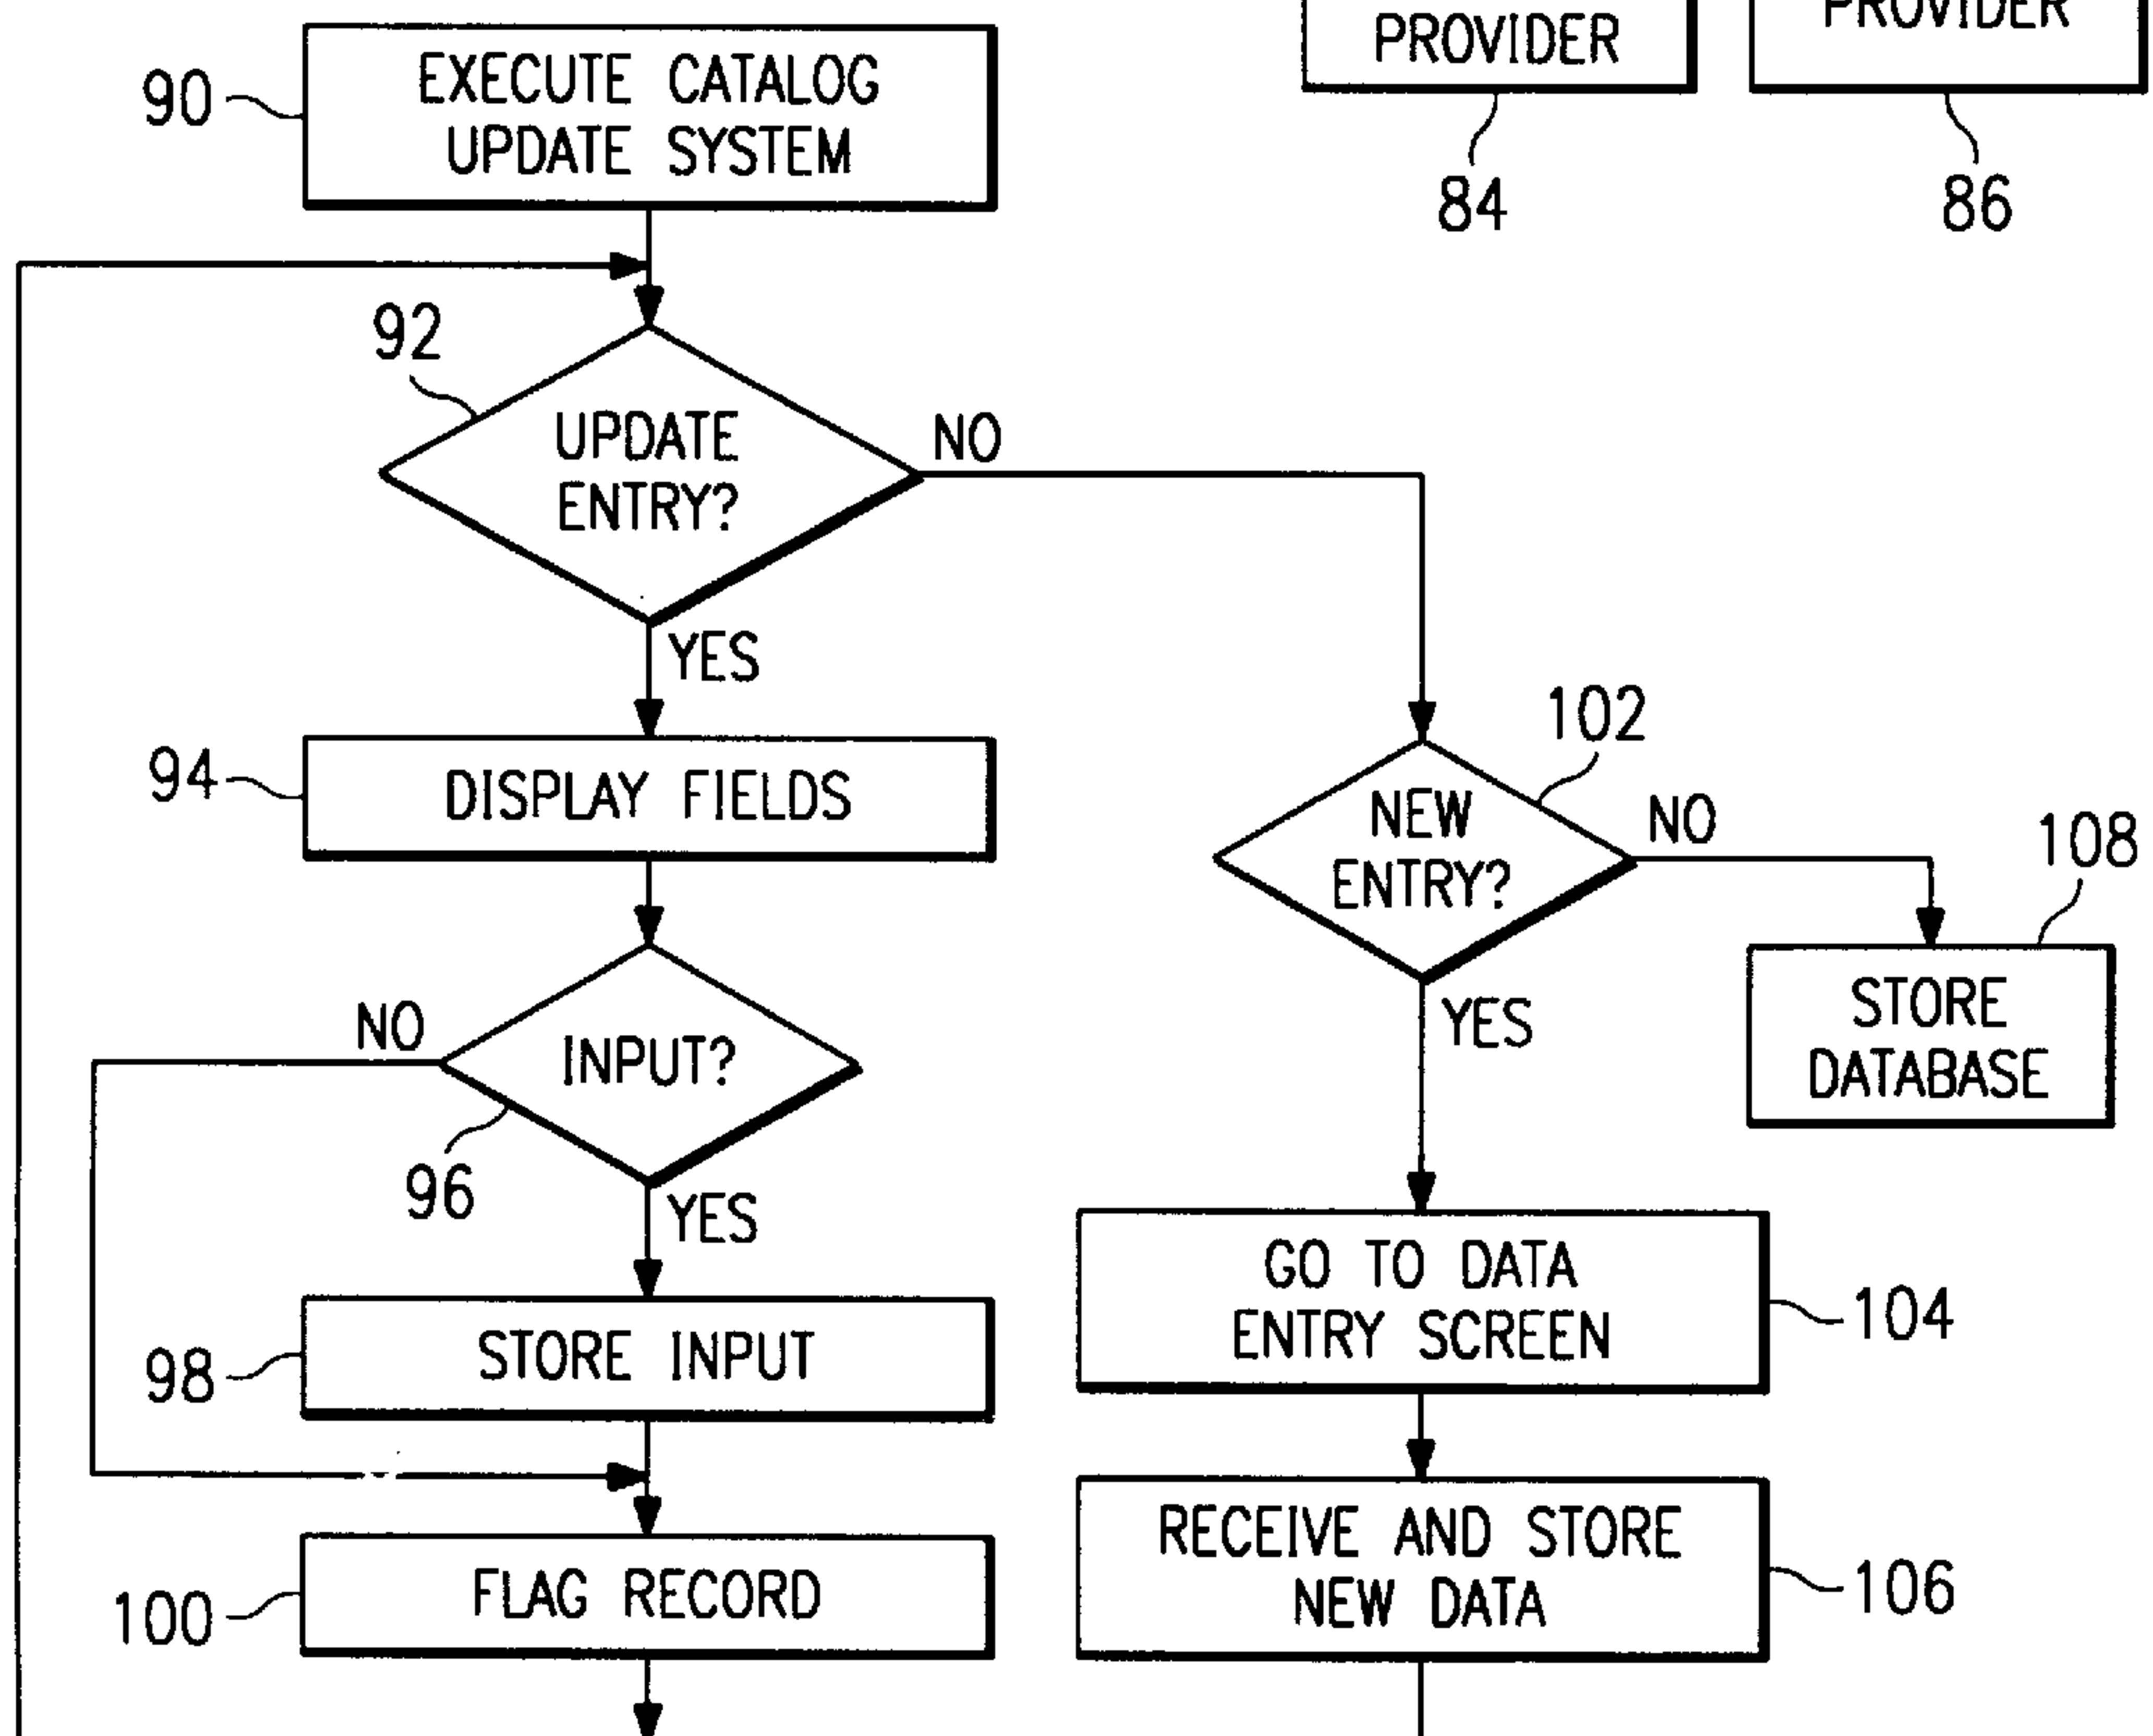 PROVIDER
PROVIDER
84
86
90
EXECUTE CATALOG
UPDATE SYSTEM
92
UPDATE
ENTRY?
NO
YES
94
DISPLAY FIELDS
INPUT?
NO
96
YES
98
STORE INPUT
100
FLAG RECORD
102
NEW
ENTRY?
NO
YES
108
STORE
DATABASE
GO TO DATA
ENTRY SCREEN
104
RECEIVE AND STORE
NEW DATA
106